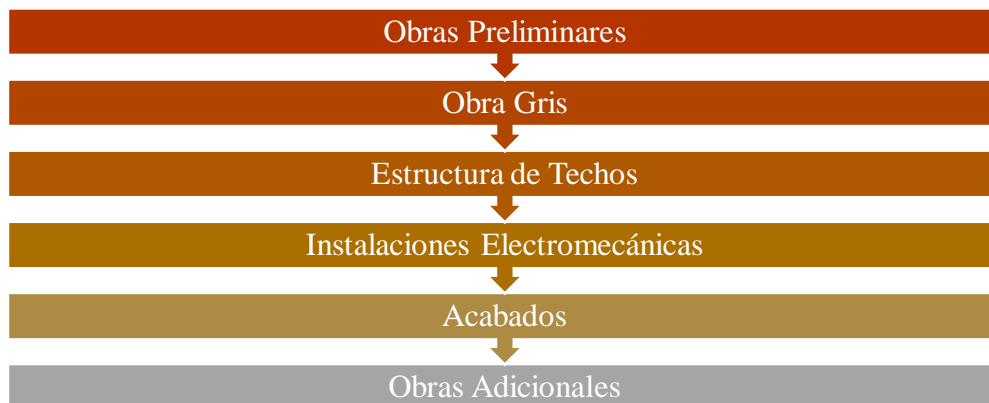 Obras Preliminares
Obra Gris
Estructura de Techos
Instalaciones Electromecánicas
Acabados
Obras Adicionales